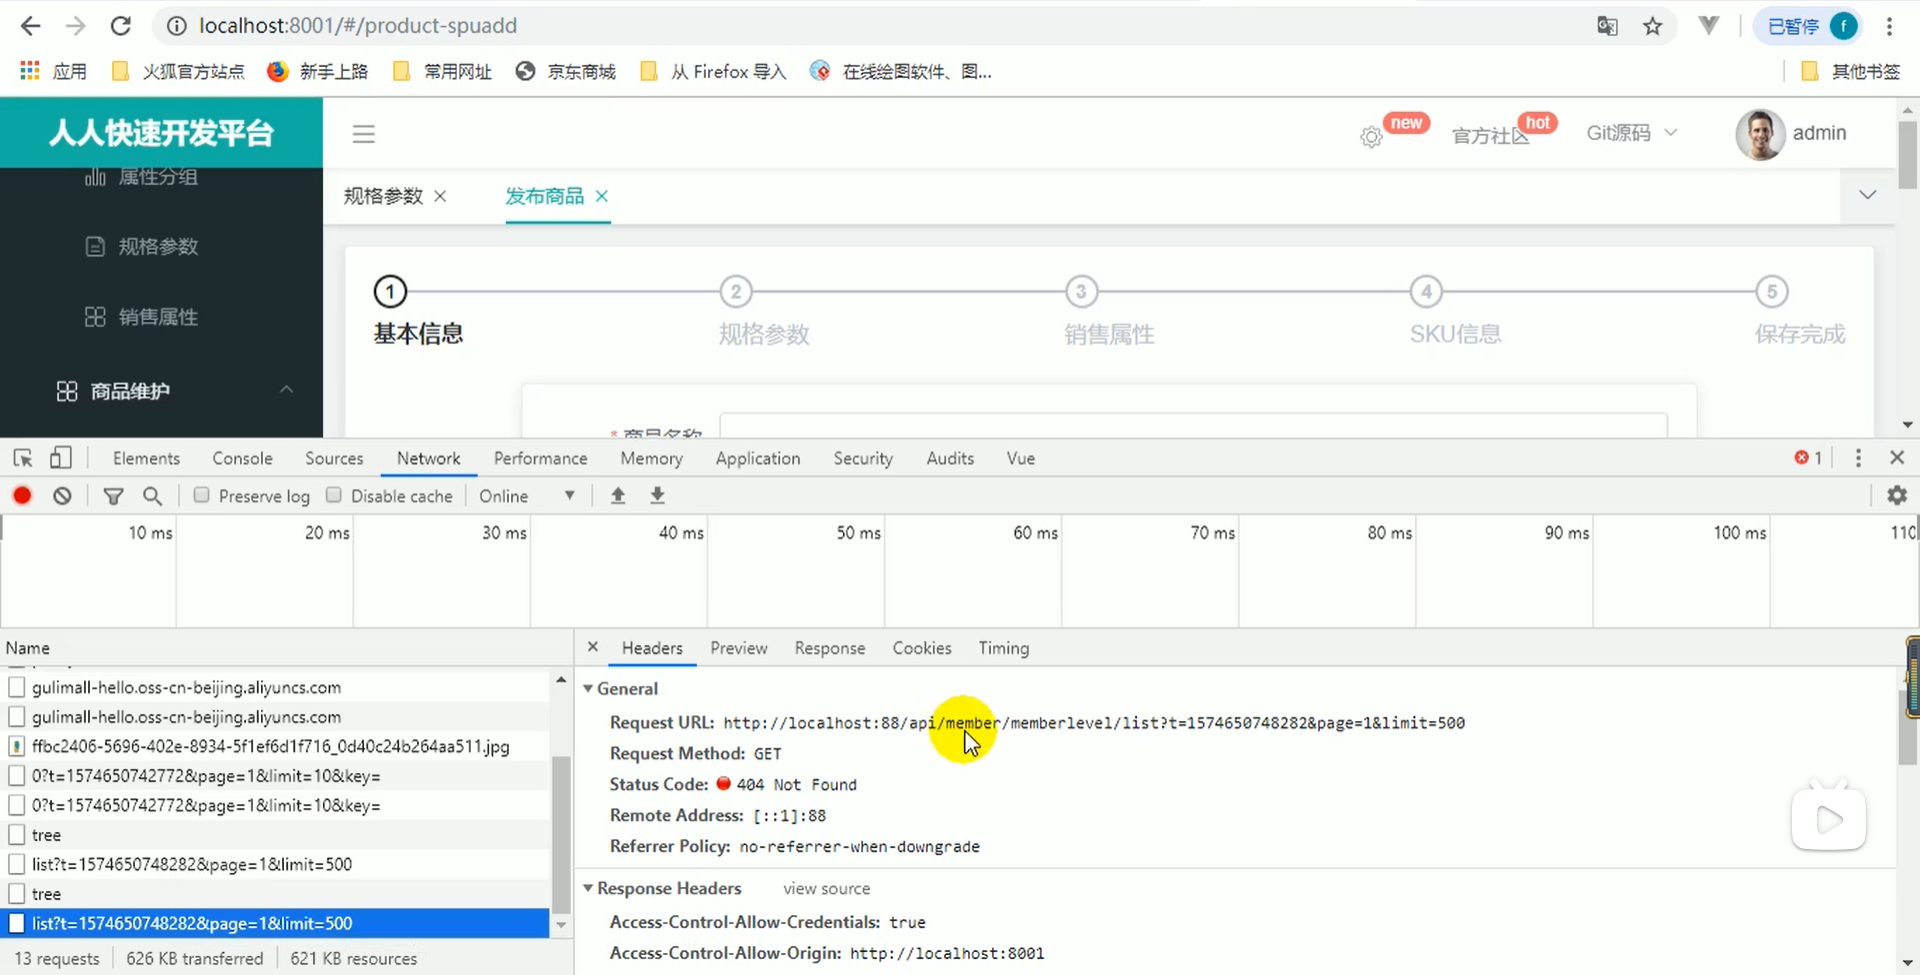 localhost:8001/#/product-spuadd
已暂停 f
应用 火狐官方站点 新手上路 常用网址 京东商城 从 Firefox 导入 在线绘图软件、图... 其他书签
人人快速开发平台
new 官方社区 hot Git源码 admin
属性分组
规格参数
销售属性
商品维护
规格参数 发布商品
1 2 3 4 5
基本信息 规格参数 销售属性 SKU信息 保存完成
* 商品名称
Elements Console Sources Network Performance Memory Application Security Audits Vue 1
Preserve log Disable cache Online
10 ms 20 ms 30 ms 40 ms 50 ms 60 ms 70 ms 80 ms 90 ms 100 ms 110
Name
gulimall-hello.oss-cn-beijing.aliyuncs.com
gulimall-hello.oss-cn-beijing.aliyuncs.com
ffbc2406-5696-402e-8934-5f1ef6d1f716_0d40c24b264aa511.jpg
0?t=1574650742772&page=1&limit=10&key=
0?t=1574650742772&page=1&limit=10&key=
tree
list?t=1574650748282&page=1&limit=500
tree
list?t=1574650748282&page=1&limit=500
13 requests 626 KB transferred 621 KB resources
Headers Preview Response Cookies Timing
General
Request URL: http://localhost:88/api/member/memberlevel/list?t=1574650748282&page=1&limit=500
Request Method: GET
Status Code: 404 Not Found
Remote Address: [::1]:88
Referrer Policy: no-referrer-when-downgrade
Response Headers view source
Access-Control-Allow-Credentials: true
Access-Control-Allow-Origin: http://localhost:8001